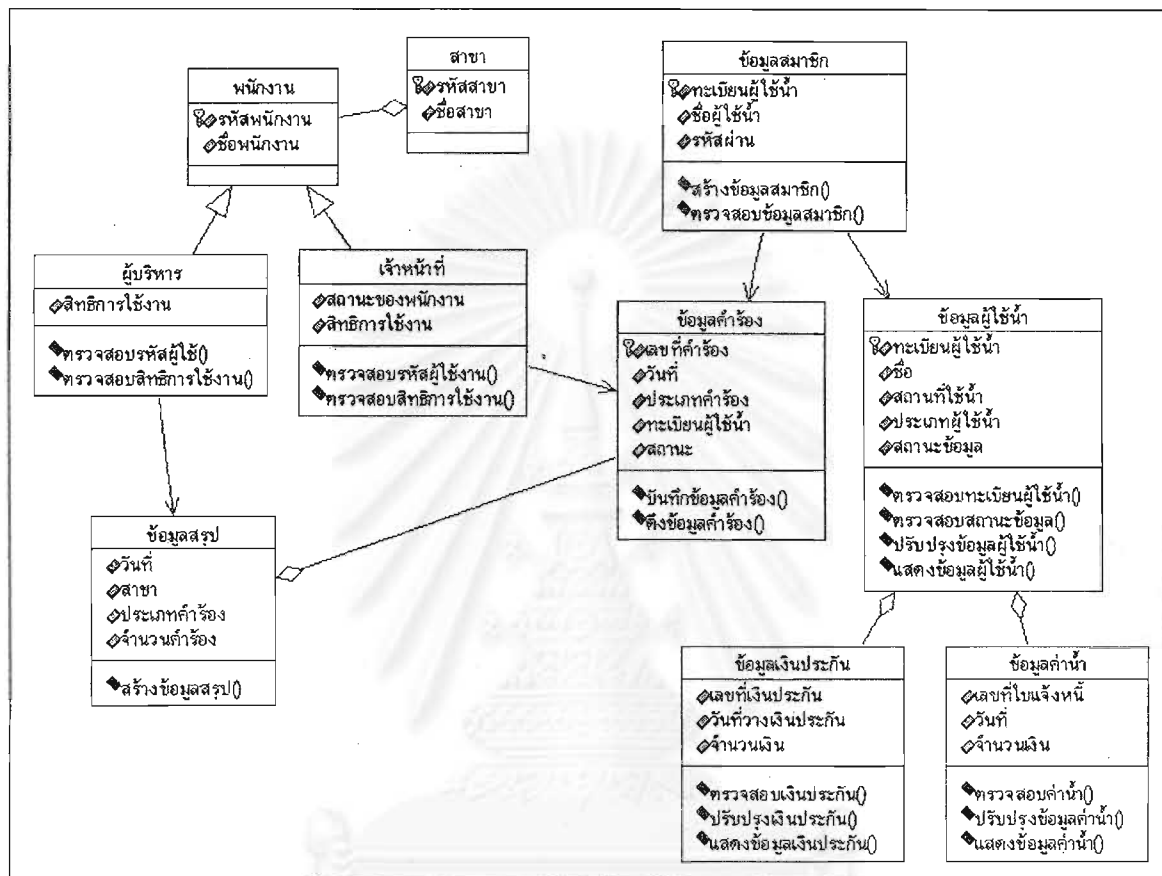 สาขา
รหัสสาขา
ชื่อสาขา
พนักงาน
รหัสพนักงาน
ชื่อพนักงาน
ข้อมูลสมาชิก
ทะเบียนผู้ใช้น้ำ
ชื่อผู้ใช้น้ำ
รหัสผ่าน
สร้างข้อมูลสมาชิก()
ตรวจสอบข้อมูลสมาชิก()
ผู้บริหาร
สิทธิการใช้งาน
ตรวจสอบรหัสผู้ใช้()
ตรวจสอบสิทธิการใช้งาน()
เจ้าหน้าที่
สถานะของพนักงาน
สิทธิการใช้งาน
ตรวจสอบรหัสผู้ใช้งาน()
ตรวจสอบสิทธิการใช้งาน()
ข้อมูลคำร้อง
เลขที่คำร้อง
วันที่
ประเภทคำร้อง
ทะเบียนผู้ใช้น้ำ
สถานะ
บันทึกข้อมูลคำร้อง()
ดึงข้อมูลคำร้อง()
ข้อมูลผู้ใช้น้ำ
ทะเบียนผู้ใช้น้ำ
ชื่อ
สถานที่ใช้น้ำ
ประเภทผู้ใช้น้ำ
สถานะข้อมูล
ตรวจสอบทะเบียนผู้ใช้น้ำ()
ตรวจสอบสถานะข้อมูล()
ปรับปรุงข้อมูลผู้ใช้น้ำ()
แสดงข้อมูลผู้ใช้น้ำ()
ข้อมูลสรุป
วันที่
สาขา
ประเภทคำร้อง
จำนวนคำร้อง
สร้างข้อมูลสรุป()
ข้อมูลเงินประกัน
เลขที่เงินประกัน
วันที่วางเงินประกัน
จำนวนเงิน
ตรวจสอบเงินประกัน()
ปรับปรุงเงินประกัน()
แสดงข้อมูลเงินประกัน()
ข้อมูลค่าน้ำ
เลขที่ใบแจ้งหนี้
วันที่
จำนวนเงิน
ตรวจสอบค่าน้ำ()
ปรับปรุงข้อมูลค่าน้ำ()
แสดงข้อมูลค่าน้ำ()